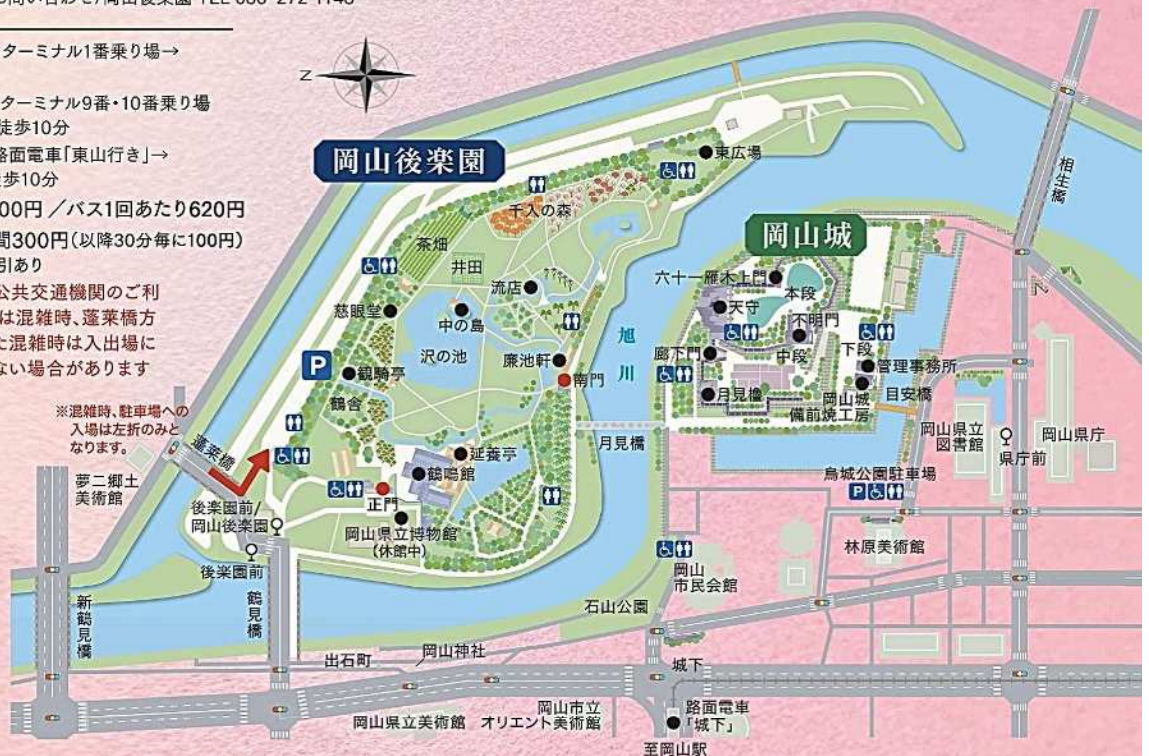 岡山後楽園 TEL 086-272-1148
ターミナル1番乗り場→
ターミナル9番・10番乗り場
徒歩10分
路面電車「東山行き」→
徒歩10分
00円／バス1回あたり620円
間300円(以降30分毎に100円)
引あり
公共交通機関のご利
は混雑時、蓬莱橋方
た混雑時は入出場に
ない場合があります
※混雑時、駐車場への
入場は左折のみと
なります。
N
岡山後楽園
東広場
千入の森
茶畑
井田
流店
慈眼堂
中の島
沢の池
廉池軒
P
観騎亭
南門
鶴舎
延養亭
鶴鳴館
正門
岡山県立博物館
(休館中)
蓬莱橋
夢二郷土
美術館
後楽園前/
岡山後楽園
後楽園前
新鶴見橋
鶴見橋
旭川
月見橋
相生橋
岡山城
六十一雁木上門
本段
天守
不明門
廊下門
中段
下段
管理事務所
月見櫓
岡山城
備前焼工房
目安橋
岡山県立
図書館
県庁前
岡山県庁
烏城公園駐車場
P
林原美術館
岡山
市民会館
石山公園
出石町
岡山神社
城下
岡山県立美術館
岡山市立
オリエント美術館
路面電車
「城下」
至岡山駅